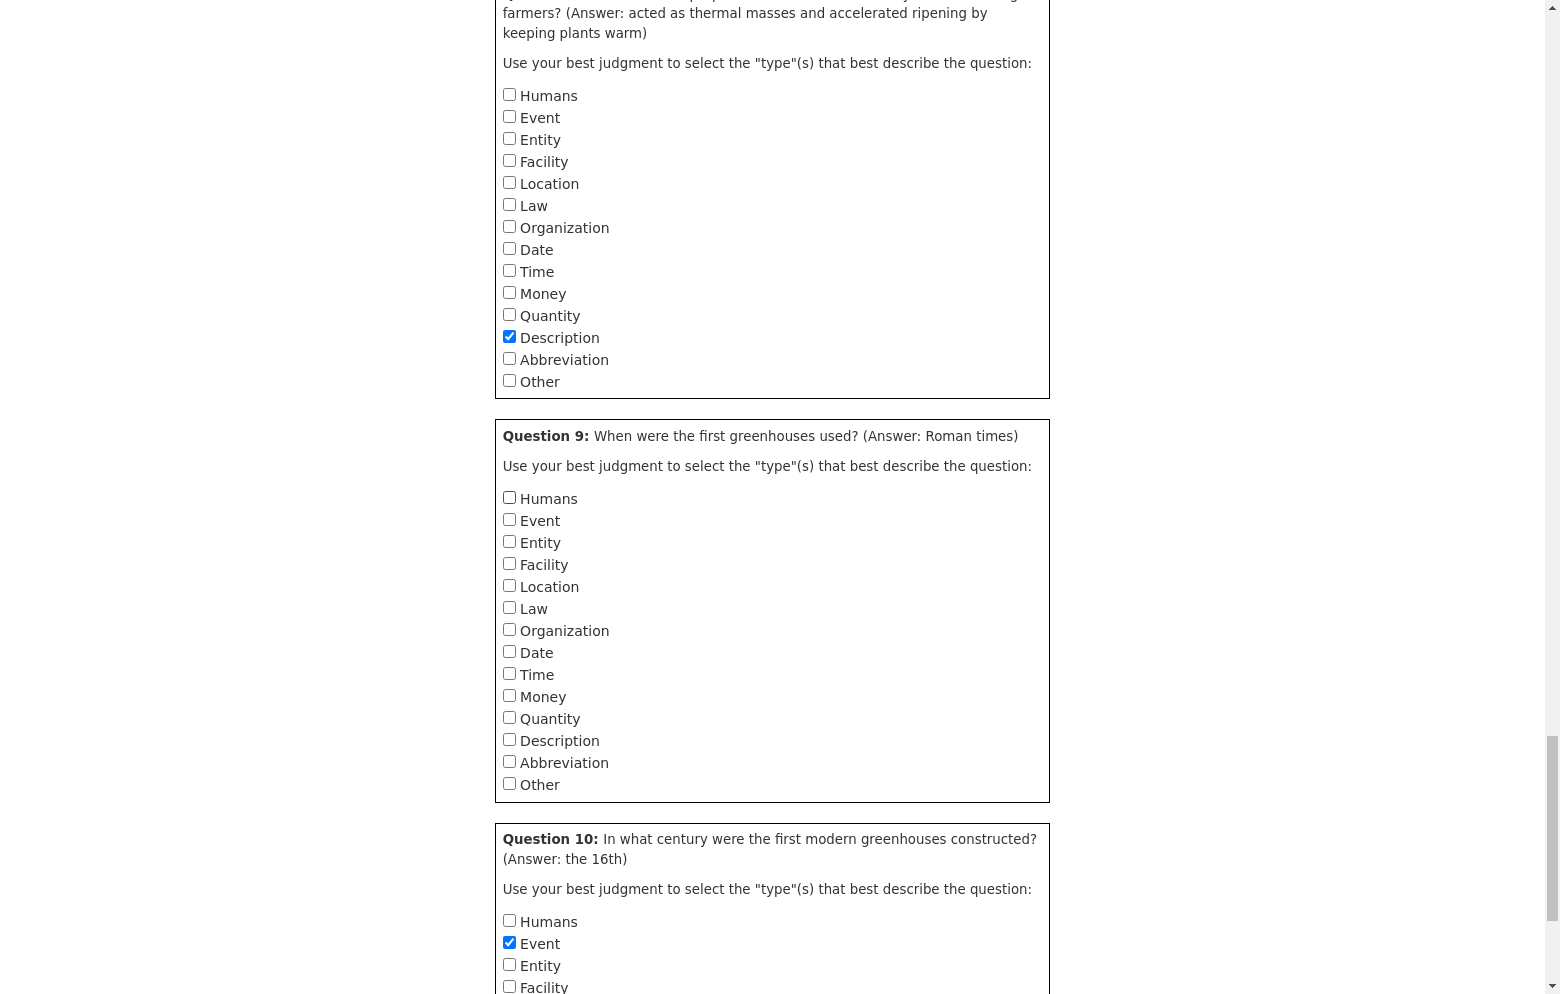 farmers? (Answer: acted as thermal masses and accelerated ripening by
keeping plants warm)
Use your best judgment to select the "type"(s) that best describe the question:
Humans
Event
Entity
Facility
Location
Law
Organization
Date
Time
Money
Quantity
Description
Abbreviation
Other
Question 9: When were the first greenhouses used? (Answer: Roman times)
Use your best judgment to select the "type"(s) that best describe the question:
Humans
Event
Entity
Facility
Location
Law
Organization
Date
Time
Money
Quantity
Description
Abbreviation
Other
Question 10: In what century were the first modern greenhouses constructed?
(Answer: the 16th)
Use your best judgment to select the "type"(s) that best describe the question:
Humans
Event
Entity
Facility